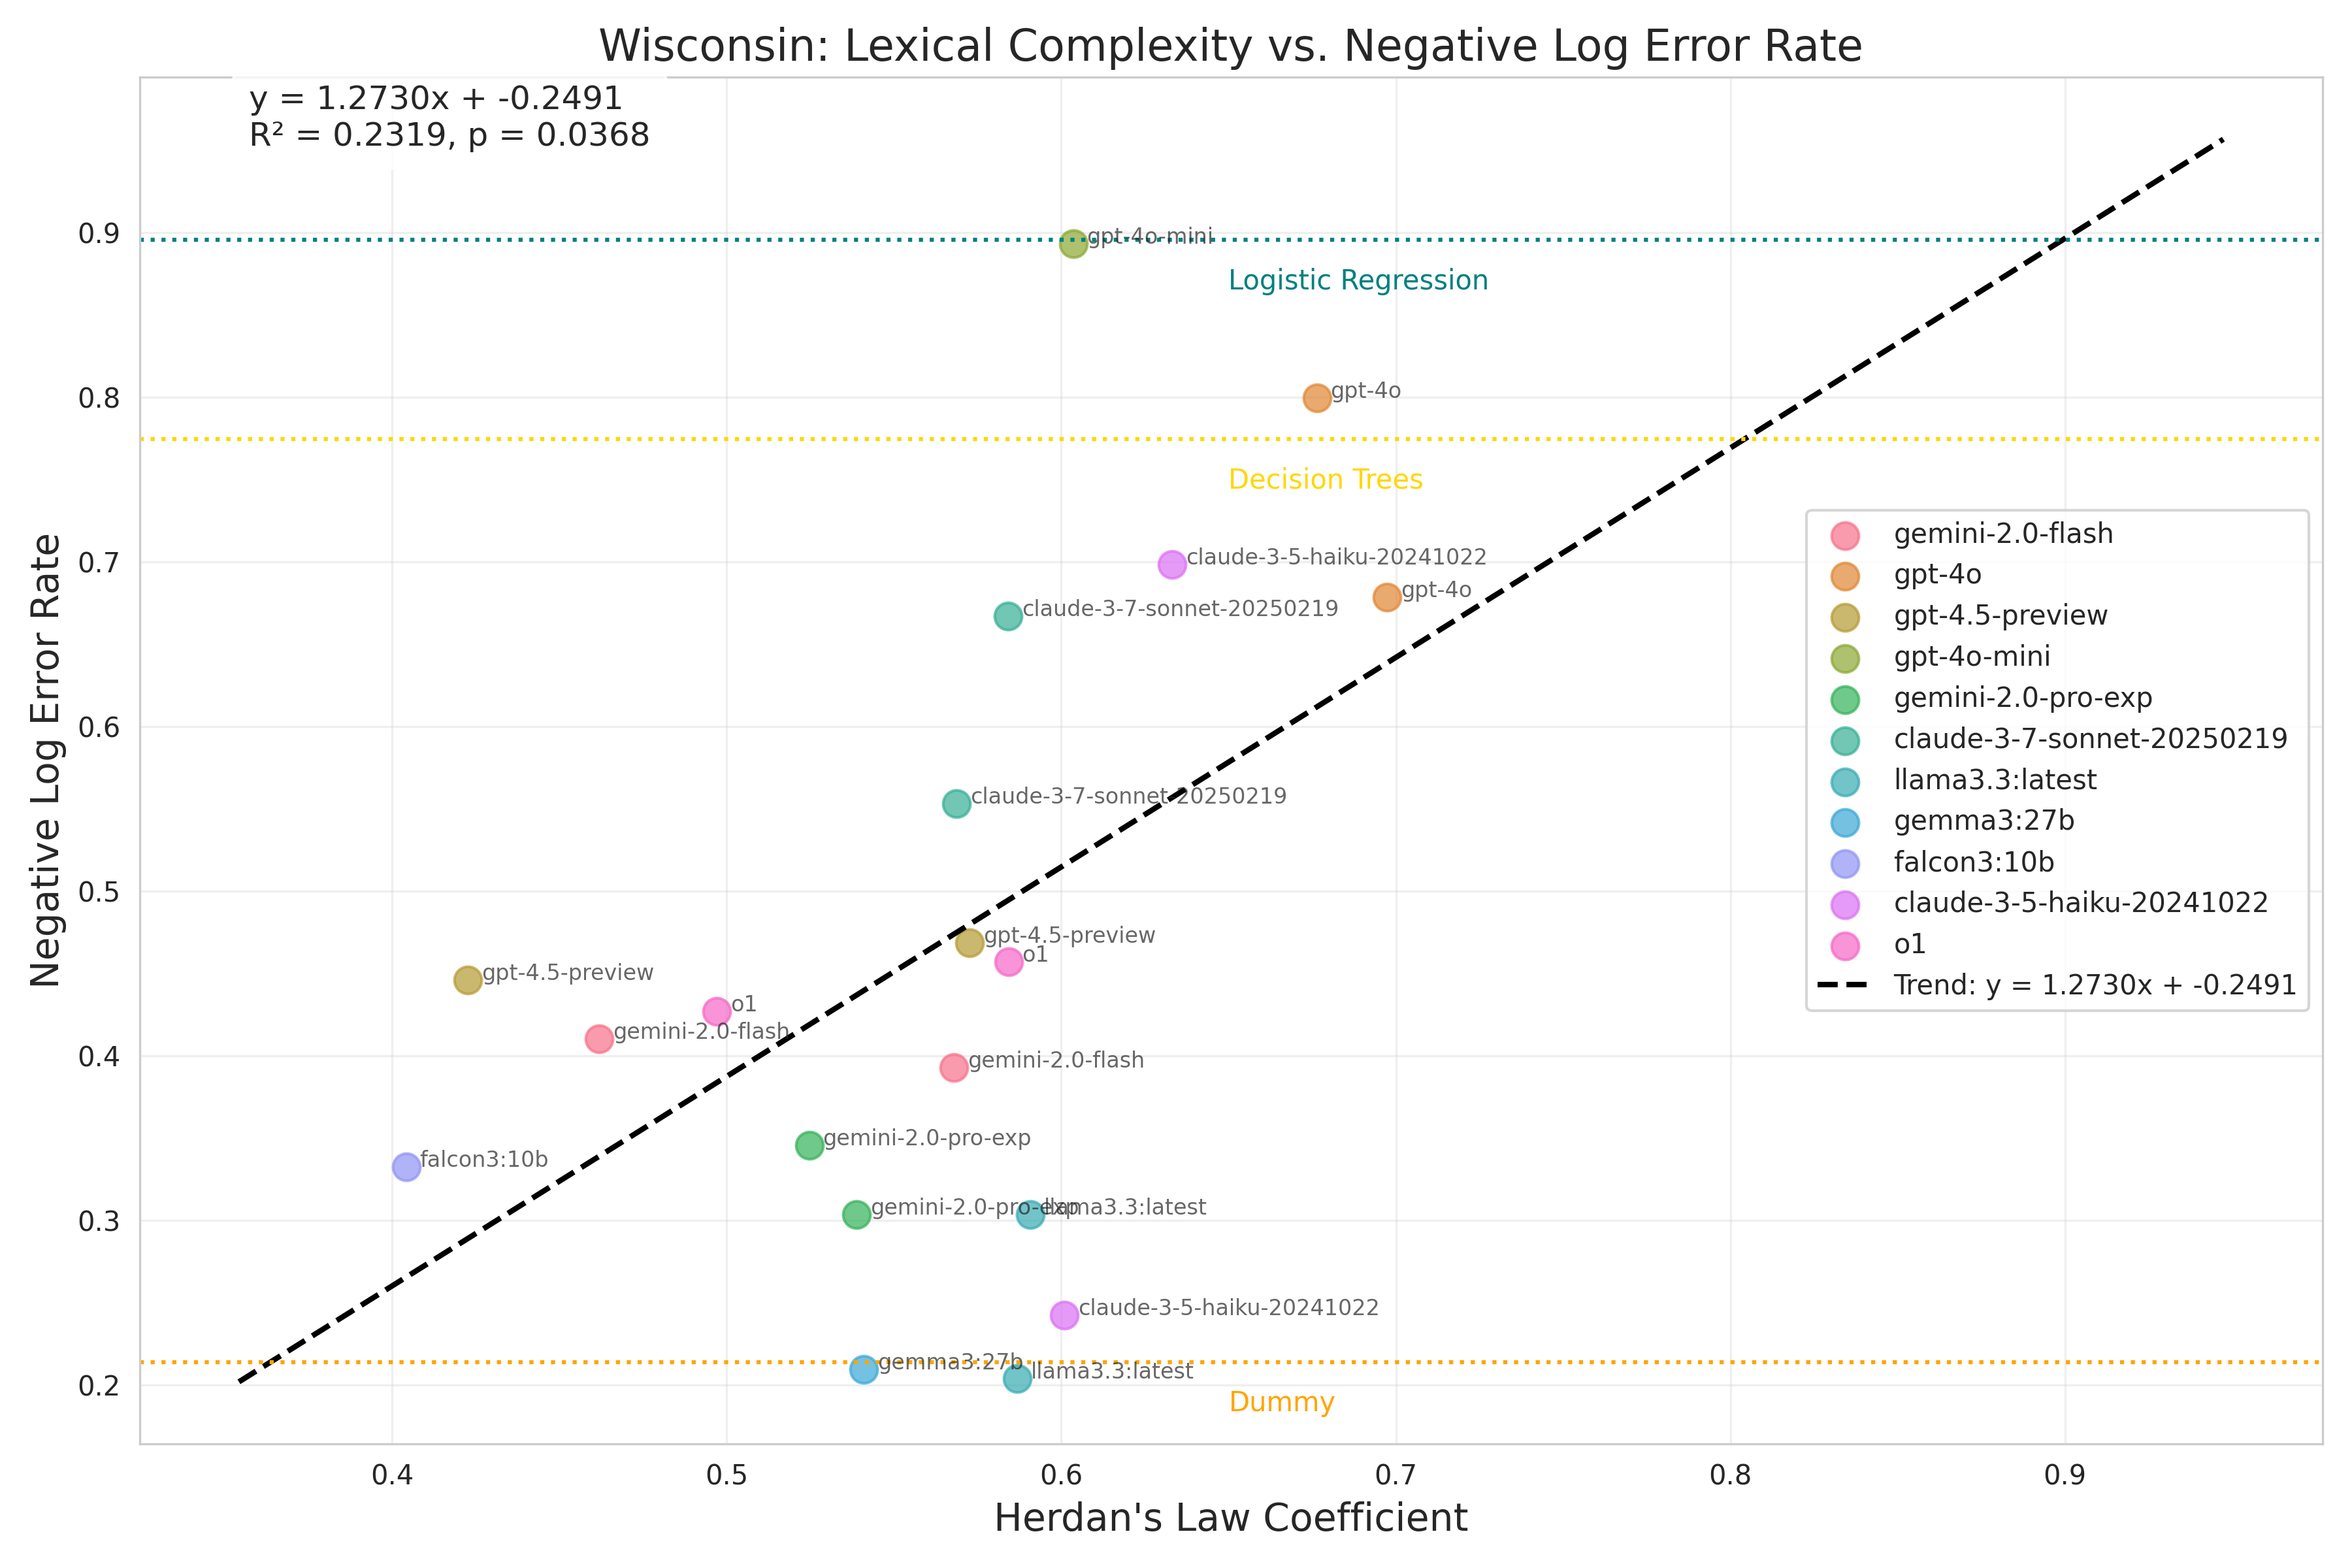 Wisconsin: Lexical Complexity vs. Negative Log Error Rate
y = 1.2730x + -0.2491
R² = 0.2319, p = 0.0368
Negative Log Error Rate
0.9
0.8
0.7
0.6
0.5
0.4
0.3
0.2
gpt-4o-mini
Logistic Regression
gpt-4o
Decision Trees
claude-3-5-haiku-20241022
gpt-4o
claude-3-7-sonnet-20250219
claude-3-7-sonnet-20250219
gpt-4.5-preview
o1
gpt-4.5-preview
o1
gemini-2.0-flash
gemini-2.0-flash
gemini-2.0-pro-exp
falcon3:10b
gemini-2.0-pro-exp
llama3.3:latest
claude-3-5-haiku-20241022
gemma3:27b
llama3.3:latest
Dummy
gemini-2.0-flash
gpt-4o
gpt-4.5-preview
gpt-4o-mini
gemini-2.0-pro-exp
claude-3-7-sonnet-20250219
llama3.3:latest
gemma3:27b
falcon3:10b
claude-3-5-haiku-20241022
o1
Trend: y = 1.2730x + -0.2491
0.4
0.5
0.6
0.7
0.8
0.9
Herdan's Law Coefficient